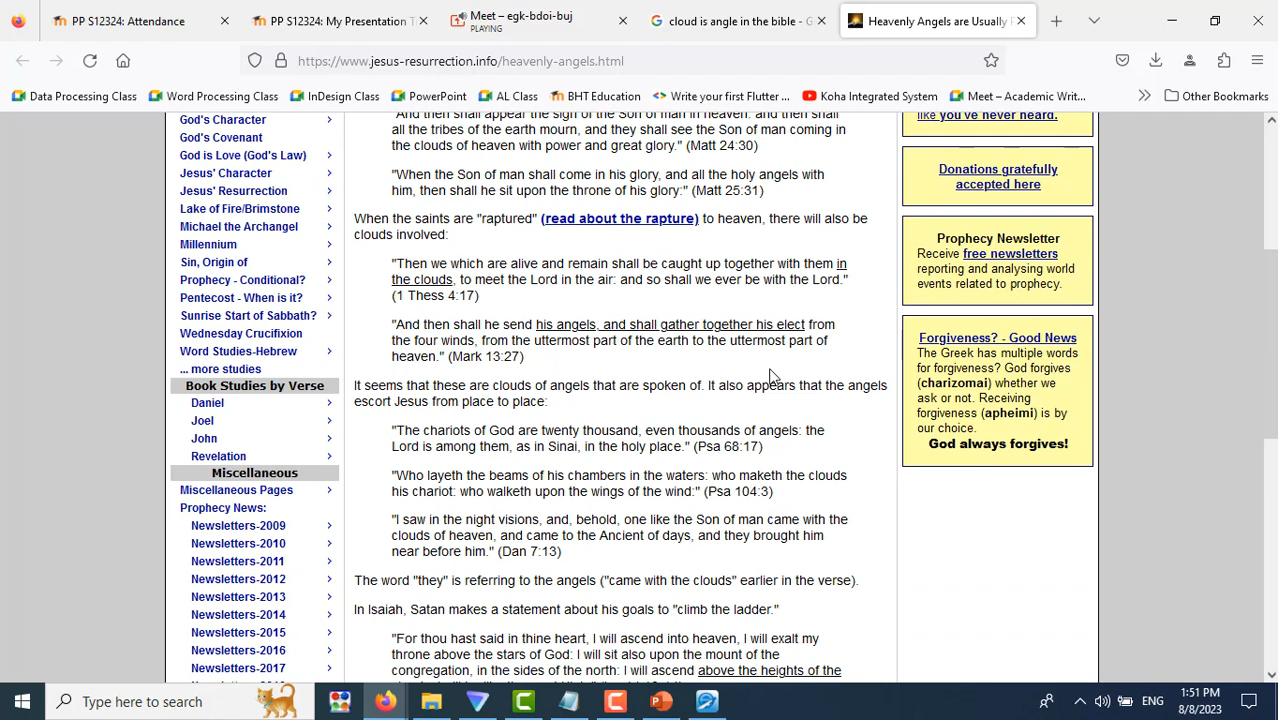 PP S12324: Attendance
PP S12324: My Presentation T
Meet – egk-bdoi-buj
PLAYING
cloud is angle in the bible - G
Heavenly Angels are Usually
https://www.jesus-resurrection.info/heavenly-angels.html
Data Processing Class
Word Processing Class
InDesign Class
PowerPoint
AL Class
BHT Education
Write your first Flutter ...
Koha Integrated System
Meet – Academic Writ...
Other Bookmarks
God's Character
God's Covenant
God is Love (God's Law)
Jesus' Character
Jesus' Resurrection
Lake of Fire/Brimstone
Michael the Archangel
Millennium
Sin, Origin of
Prophecy - Conditional?
Pentecost - When is it?
Sunrise Start of Sabbath?
Wednesday Crucifixion
Word Studies-Hebrew
... more studies
Book Studies by Verse
Daniel
Joel
John
Revelation
Miscellaneous
Miscellaneous Pages
Prophecy News:
Newsletters-2009
Newsletters-2010
Newsletters-2011
Newsletters-2012
Newsletters-2013
Newsletters-2014
Newsletters-2015
Newsletters-2016
Newsletters-2017
"And then shall appear the sign of the Son of man in heaven: and then shall
all the tribes of the earth mourn, and they shall see the Son of man coming in
the clouds of heaven with power and great glory." (Matt 24:30)
"When the Son of man shall come in his glory, and all the holy angels with
him, then shall he sit upon the throne of his glory:" (Matt 25:31)
When the saints are "raptured" (read about the rapture) to heaven, there will also be
clouds involved:
"Then we which are alive and remain shall be caught up together with them in
the clouds, to meet the Lord in the air: and so shall we ever be with the Lord."
(1 Thess 4:17)
"And then shall he send his angels, and shall gather together his elect from
the four winds, from the uttermost part of the earth to the uttermost part of
heaven." (Mark 13:27)
It seems that these are clouds of angels that are spoken of. It also appears that the angels
escort Jesus from place to place:
"The chariots of God are twenty thousand, even thousands of angels: the
Lord is among them, as in Sinai, in the holy place." (Psa 68:17)
"Who layeth the beams of his chambers in the waters: who maketh the clouds
his chariot: who walketh upon the wings of the wind:" (Psa 104:3)
"I saw in the night visions, and, behold, one like the Son of man came with the
clouds of heaven, and came to the Ancient of days, and they brought him
near before him." (Dan 7:13)
The word "they" is referring to the angels ("came with the clouds" earlier in the verse).
In Isaiah, Satan makes a statement about his goals to "climb the ladder."
"For thou hast said in thine heart, I will ascend into heaven, I will exalt my
throne above the stars of God: I will sit also upon the mount of the
congregation, in the sides of the north: I will ascend above the heights of the
like you've never heard.
Donations gratefully
accepted here
Prophecy Newsletter
Receive free newsletters
reporting and analysing world
events related to prophecy.
Forgiveness? - Good News
The Greek has multiple words
for forgiveness? God forgives
(charizomai) whether we
ask or not. Receiving
forgiveness (apheimi) is by
our choice.
God always forgives!
Type here to search
ENG
1:51 PM
8/8/2023